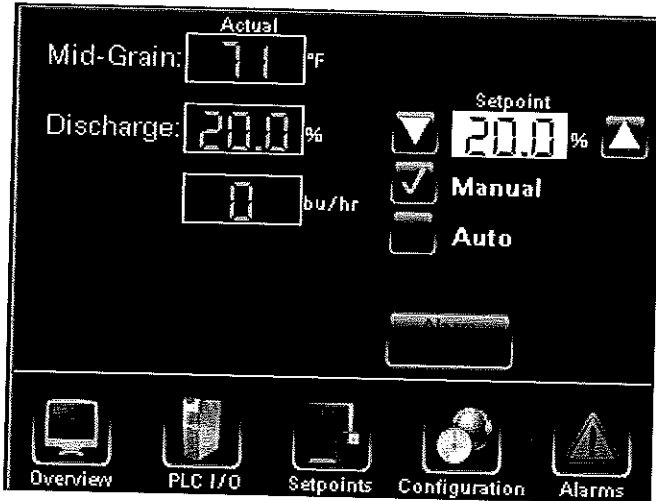 Actual
Mid-Grain: 71 °F
Setpoint
Discharge: 20.0 % 20.0 %
0 bu/hr
Manual
Auto
Overview PLC I/O Setpoints Configuration Alarms